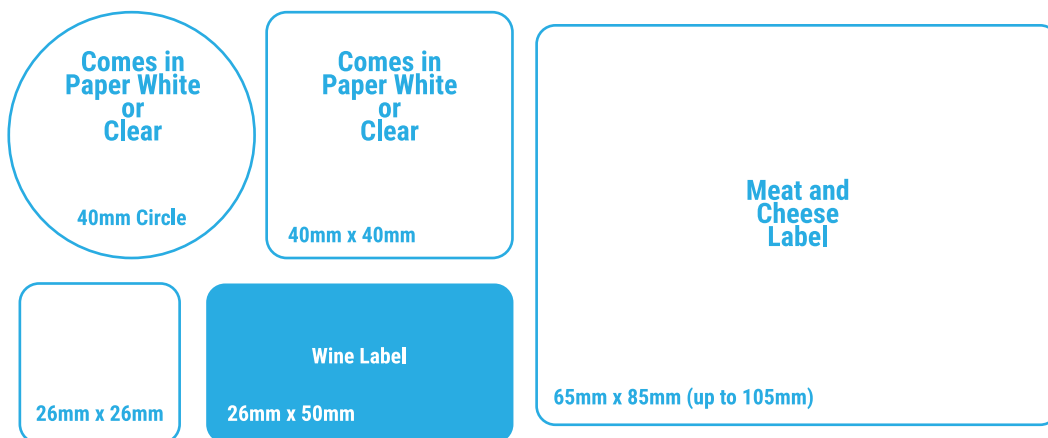 Comes in
Paper White
or
Clear
40mm Circle
Comes in
Paper White
or
Clear
40mm x 40mm
Meat and
Cheese
Label
65mm x 85mm (up to 105mm)
26mm x 26mm
Wine Label
26mm x 50mm